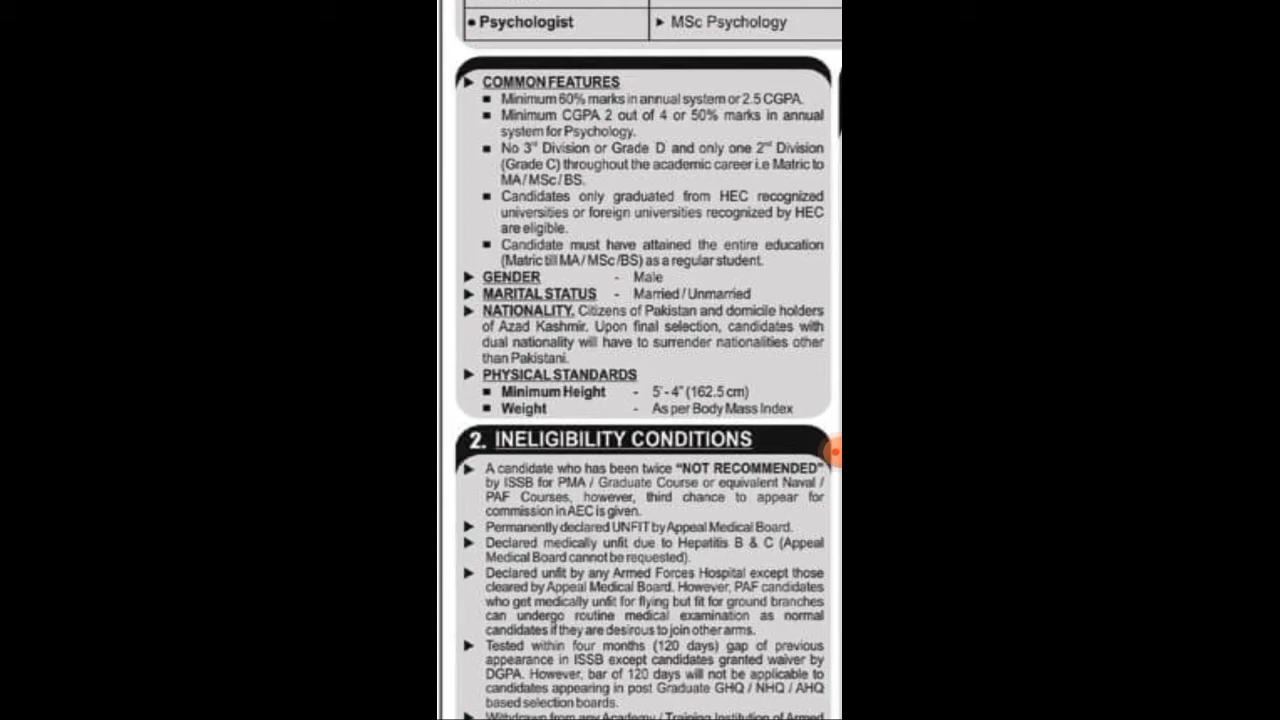 • Psychologist ➤ MSc Psychology
➤ COMMON FEATURES
▪ Minimum 60% marks in annual system or 2.5 CGPA.
▪ Minimum CGPA 2 out of 4 or 50% marks in annual
system for Psychology.
▪ No 3rd Division or Grade D and only one 2nd Division
(Grade C) throughout the academic career i.e Matric to
MA / MSc / BS.
▪ Candidates only graduated from HEC recognized
universities or foreign universities recognized by HEC
are eligible.
▪ Candidate must have attained the entire education
(Matric till MA / MSc /BS) as a regular student.
➤ GENDER - Male
➤ MARITAL STATUS - Married / Unmarried
➤ NATIONALITY. Citizens of Pakistan and domicile holders
of Azad Kashmir. Upon final selection, candidates with
dual nationality will have to surrender nationalities other
than Pakistani.
➤ PHYSICAL STANDARDS
▪ Minimum Height - 5'- 4" (162.5 cm)
▪ Weight - As per Body Mass Index
2. INELIGIBILITY CONDITIONS
➤ A candidate who has been twice "NOT RECOMMENDED"
by ISSB for PMA / Graduate Course or equivalent Naval /
PAF Courses, however, third chance to appear for
commission in AEC is given.
➤ Permanently declared UNFIT by Appeal Medical Board.
➤ Declared medically unfit due to Hepatitis B & C (Appeal
Medical Board cannot be requested).
➤ Declared unfit by any Armed Forces Hospital except those
cleared by Appeal Medical Board. However, PAF candidates
who get medically unfit for flying but fit for ground branches
can undergo routine medical examination as normal
candidates if they are desirous to join other arms.
➤ Tested within four months (120 days) gap of previous
appearance in ISSB except candidates granted waiver by
DGPA. However, bar of 120 days will not be applicable to
candidates appearing in post Graduate GHQ / NHQ / AHQ
based selection boards.
➤ Withdrawn from any Academy / Training Institution of Armed